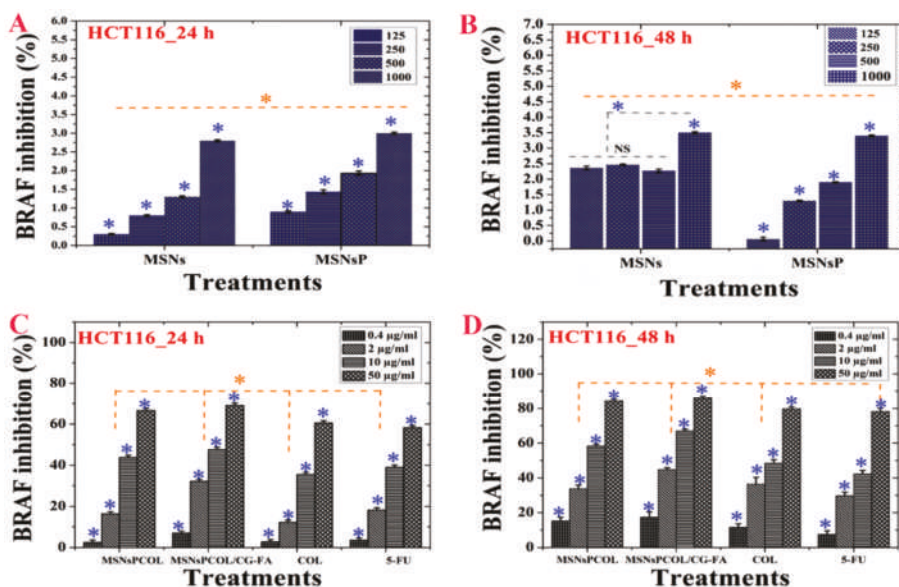 A
HCT116_24 h
BRAF inhibition (%)
6.0
5.5
5.0
4.5
4.0
3.5
3.0
2.5
2.0
1.5
1.0
0.5
0.0
125
250
500
1000
*
* * * * * * * *
MSNs MSNsP
Treatments
B
HCT116_48 h
BRAF inhibition (%)
7.0
6.5
6.0
5.5
5.0
4.5
4.0
3.5
3.0
2.5
2.0
1.5
1.0
0.5
0.0
125
250
500
1000
*
*
NS
* * * * *
MSNs MSNsP
Treatments
C
HCT116_24 h
BRAF inhibition (%)
100
80
60
40
20
0
0.4 µg/ml
2 µg/ml
10 µg/ml
50 µg/ml
*
* * * * * * * * * * * * * * * *
MSNsPCOL MSNsPCOL/CG-FA COL 5-FU
Treatments
D
HCT116_48 h
BRAF inhibition (%)
120
80
60
40
20
0
0.4 µg/ml
2 µg/ml
10 µg/ml
50 µg/ml
*
* * * * * * * * * * * * * * * *
MSNsPCOL MSNsPCOL/CG-FA COL 5-FU
Treatments